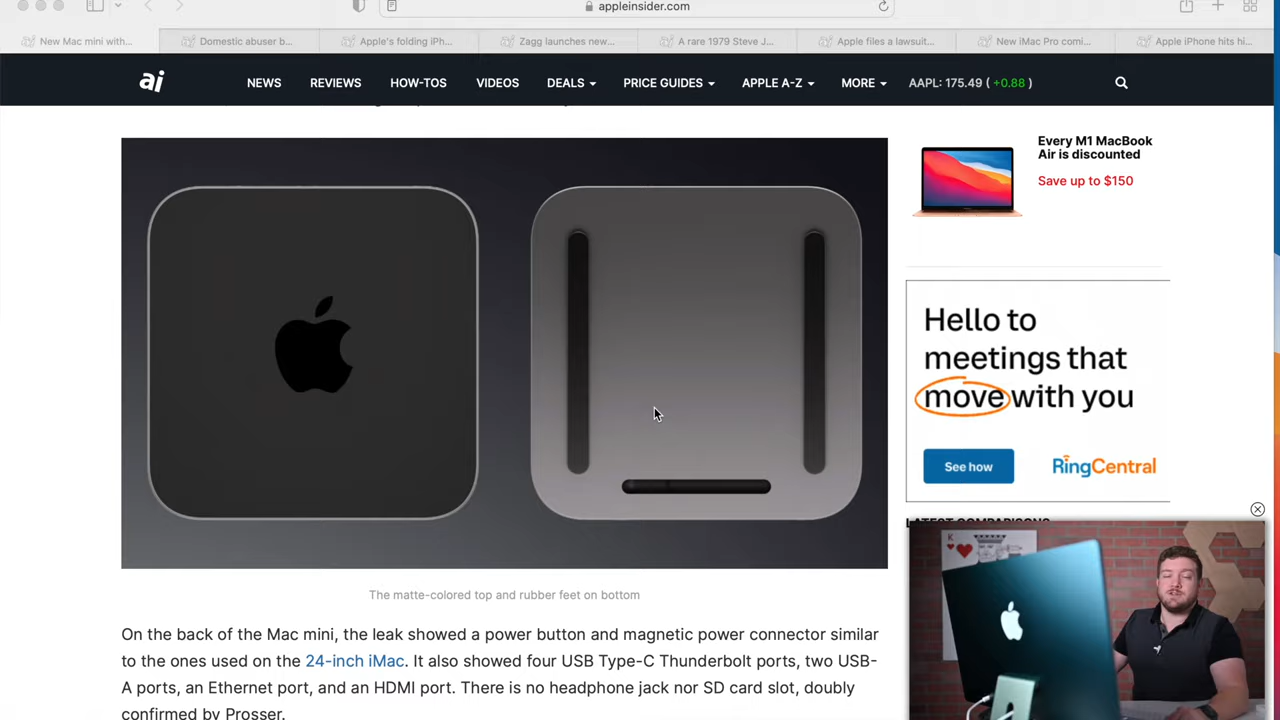 appleinsider.com
New Mac mini with...
Domestic abuser b...
Apple's folding iPh...
Zagg launches new...
A rare 1979 Steve J...
Apple files a lawsuit...
New iMac Pro comi...
Apple iPhone hits hi...
ai NEWS REVIEWS HOW-TOS VIDEOS DEALS PRICE GUIDES APPLE A-Z MORE AAPL: 175.49 ( +0.88 )
Every M1 MacBook
Air is discounted
Save up to $150
Hello to
meetings that
move with you
See how RingCentral
LATEST COMPARISONS
K
The matte-colored top and rubber feet on bottom
On the back of the Mac mini, the leak showed a power button and magnetic power connector similar
to the ones used on the 24-inch iMac. It also showed four USB Type-C Thunderbolt ports, two USB-
A ports, an Ethernet port, and an HDMI port. There is no headphone jack nor SD card slot, doubly
confirmed by Prosser.